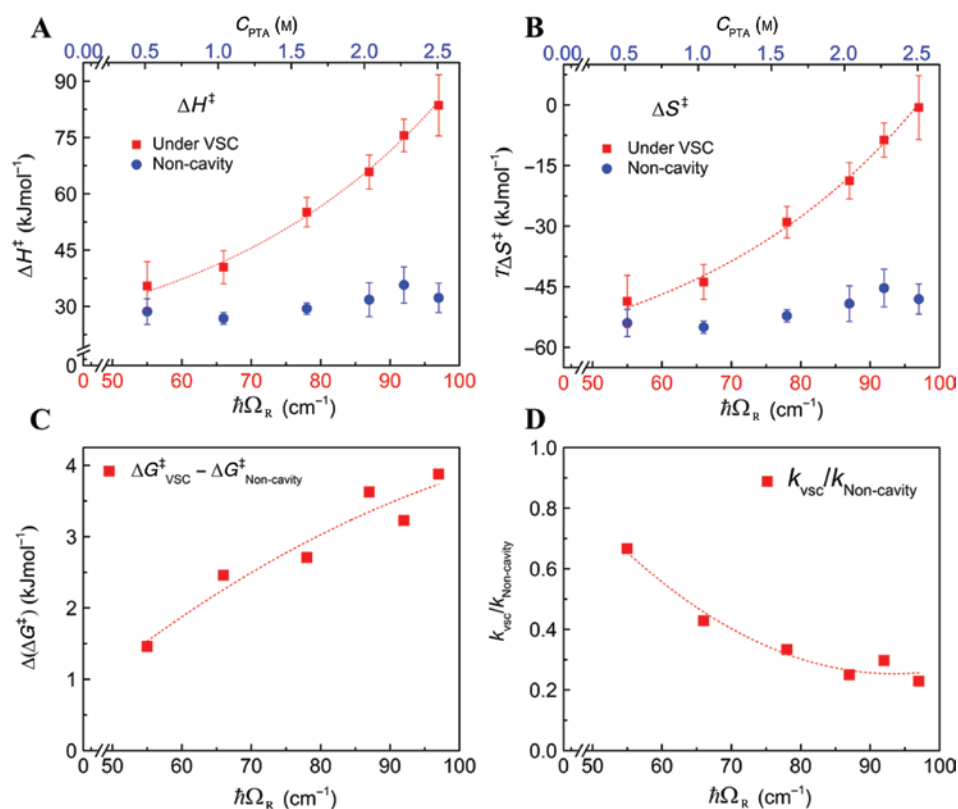 A
C_PTA (M)
0.00 0.5 1.0 1.5 2.0 2.5
90
75
60
45
30
0
ΔH‡ (kJmol⁻¹)
ΔH‡
Under VSC
Non-cavity
0 50 60 70 80 90 100
ħΩ_R (cm⁻¹)
B
C_PTA (M)
0.00 0.5 1.0 1.5 2.0 2.5
0
−15
−30
−45
−60
TΔS‡ (kJmol⁻¹)
ΔS‡
Under VSC
Non-cavity
0 50 60 70 80 90 100
ħΩ_R (cm⁻¹)
C
4
3
2
1
0
Δ(ΔG‡) (kJmol⁻¹)
ΔG‡_VSC − ΔG‡_Non-cavity
0 50 60 70 80 90 100
ħΩ_R (cm⁻¹)
D
1.0
0.8
0.6
0.4
0.2
0.0
k_vsc/k_Non-cavity
k_vsc/k_Non-cavity
0 50 60 70 80 90 100
ħΩ_R (cm⁻¹)